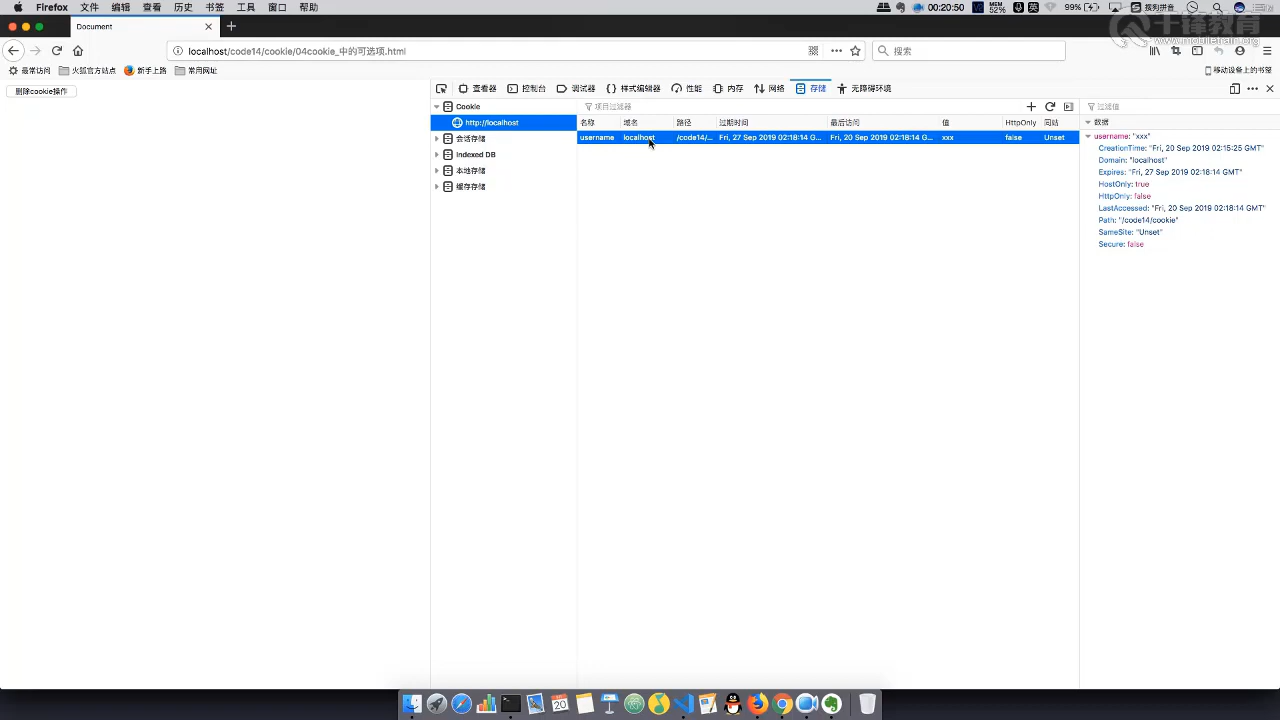 Firefox 文件 编辑 查看 历史 书签 工具 窗口 帮助 00:20:50 MEM 52% 英 99% 搜狗拼音
Document
千锋教育
www.mobiletrain.org
localhost/code14/cookie/04cookie_中的可选项.html
搜索
最常访问 火狐官方站点 新手上路 常用网址 移动设备上的书签
删除cookie操作
查看器 控制台 调试器 样式编辑器 性能 内存 网络 存储 无障碍环境
Cookie
项目过滤器
过滤值
http://localhost
名称 域名 路径 过期时间 最后访问 值 HttpOnly 同站
数据
username localhost /code14/... Fri, 27 Sep 2019 02:18:14 G... Fri, 20 Sep 2019 02:18:14 G... xxx false Unset
username: "xxx"
会话存储
CreationTime: "Fri, 20 Sep 2019 02:15:25 GMT"
Indexed DB
Domain: "localhost"
本地存储
Expires: "Fri, 27 Sep 2019 02:18:14 GMT"
缓存存储
HostOnly: true
HttpOnly: false
LastAccessed: "Fri, 20 Sep 2019 02:18:14 GMT"
Path: "/code14/cookie"
SameSite: "Unset"
Secure: false
20